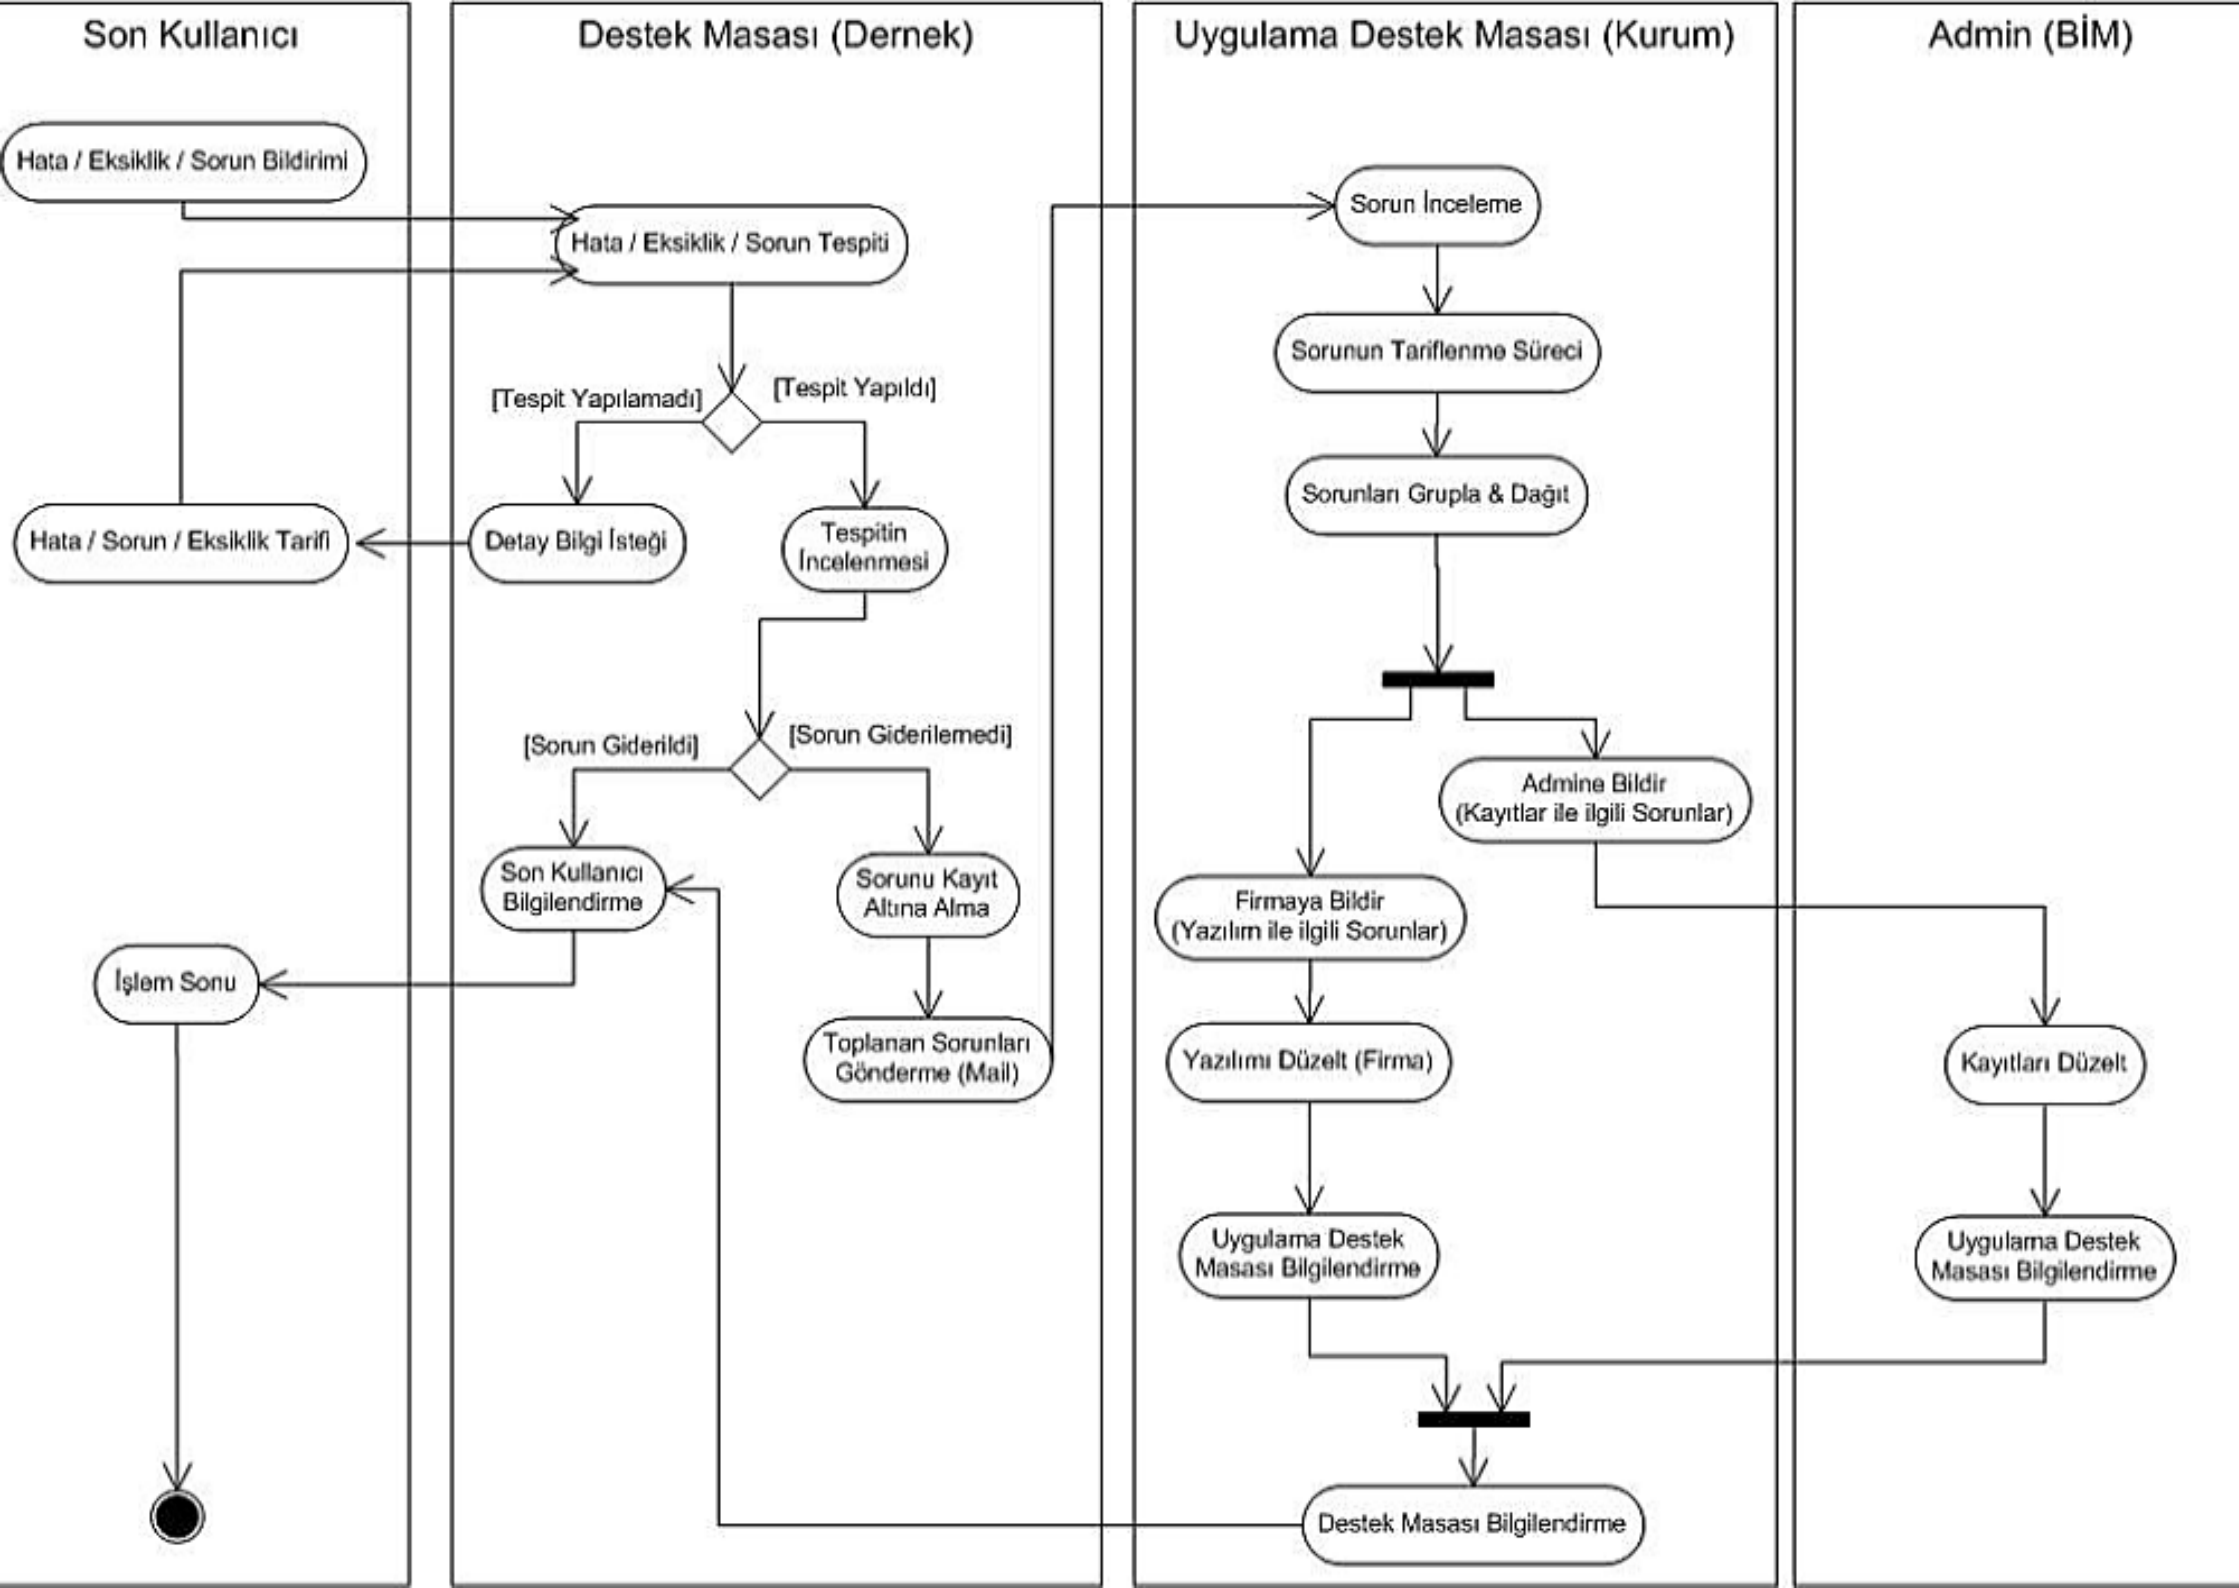 Son Kullanıcı
Destek Masası (Dernek)
Uygulama Destek Masası (Kurum)
Admin (BİM)
Hata / Eksiklik / Sorun Bildirimi
Hata / Eksiklik / Sorun Tespiti
[Tespit Yapılamadı]
[Tespit Yapıldı]
Hata / Sorun / Eksiklik Tarifi
Detay Bilgi İsteği
Tespitin
İncelenmesi
[Sorun Giderildi]
[Sorun Giderilemedi]
Son Kullanıcı
Bilgilendirme
Sorunu Kayıt
Altına Alma
İşlem Sonu
Toplanan Sorunları
Gönderme (Mail)
Sorun İnceleme
Sorunun Tariflenme Süreci
Sorunları Grupla & Dağıt
Admine Bildir
(Kayıtlar ile ilgili Sorunlar)
Firmaya Bildir
(Yazılım ile ilgili Sorunlar)
Yazılımı Düzelt (Firma)
Kayıtları Düzelt
Uygulama Destek
Masası Bilgilendirme
Uygulama Destek
Masası Bilgilendirme
Destek Masası Bilgilendirme